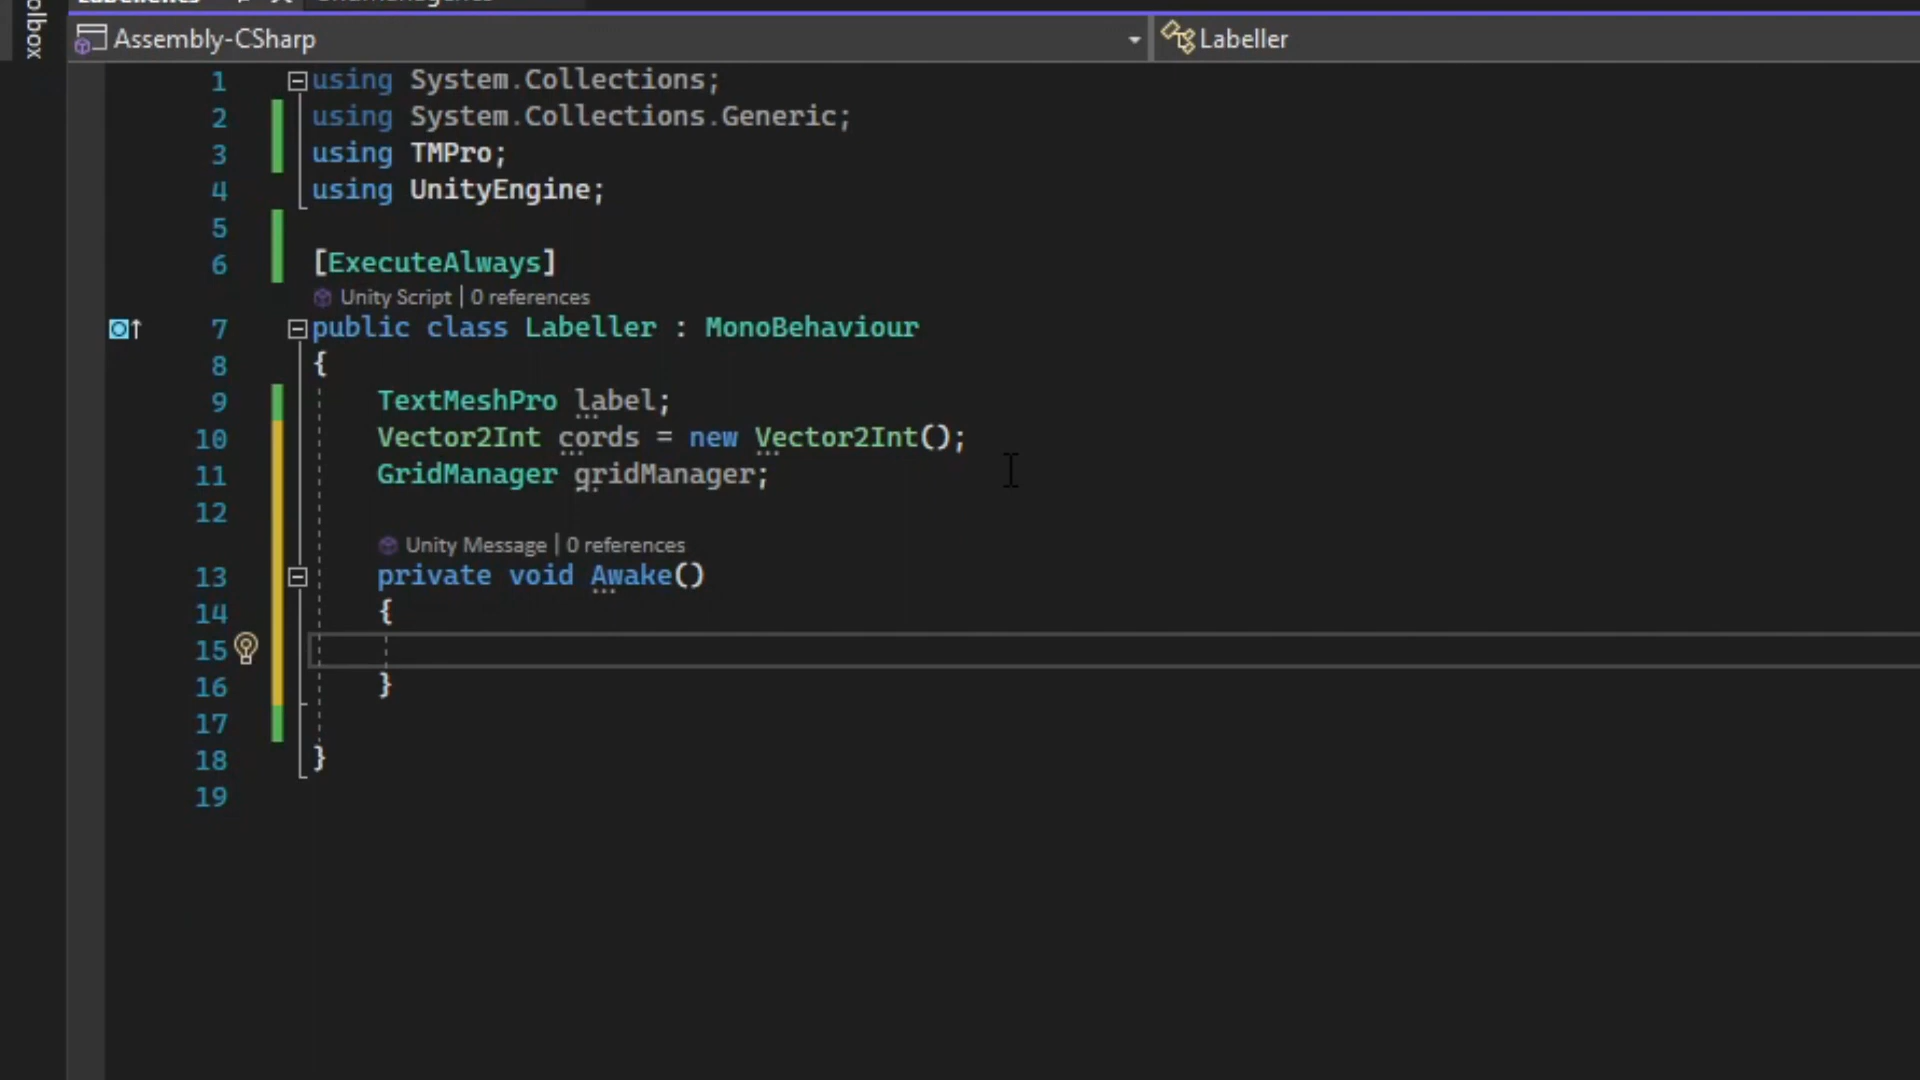 olbox
Assembly-CSharp
Labeller
1 using System.Collections;
2 using System.Collections.Generic;
3 using TMPro;
4 using UnityEngine;
5
6 [ExecuteAlways]
Unity Script | 0 references
7 public class Labeller : MonoBehaviour
8 {
9 TextMeshPro label;
10 Vector2Int cords = new Vector2Int();
11 GridManager gridManager;
12
Unity Message | 0 references
13 private void Awake()
14 {
15
16 }
17
18 }
19